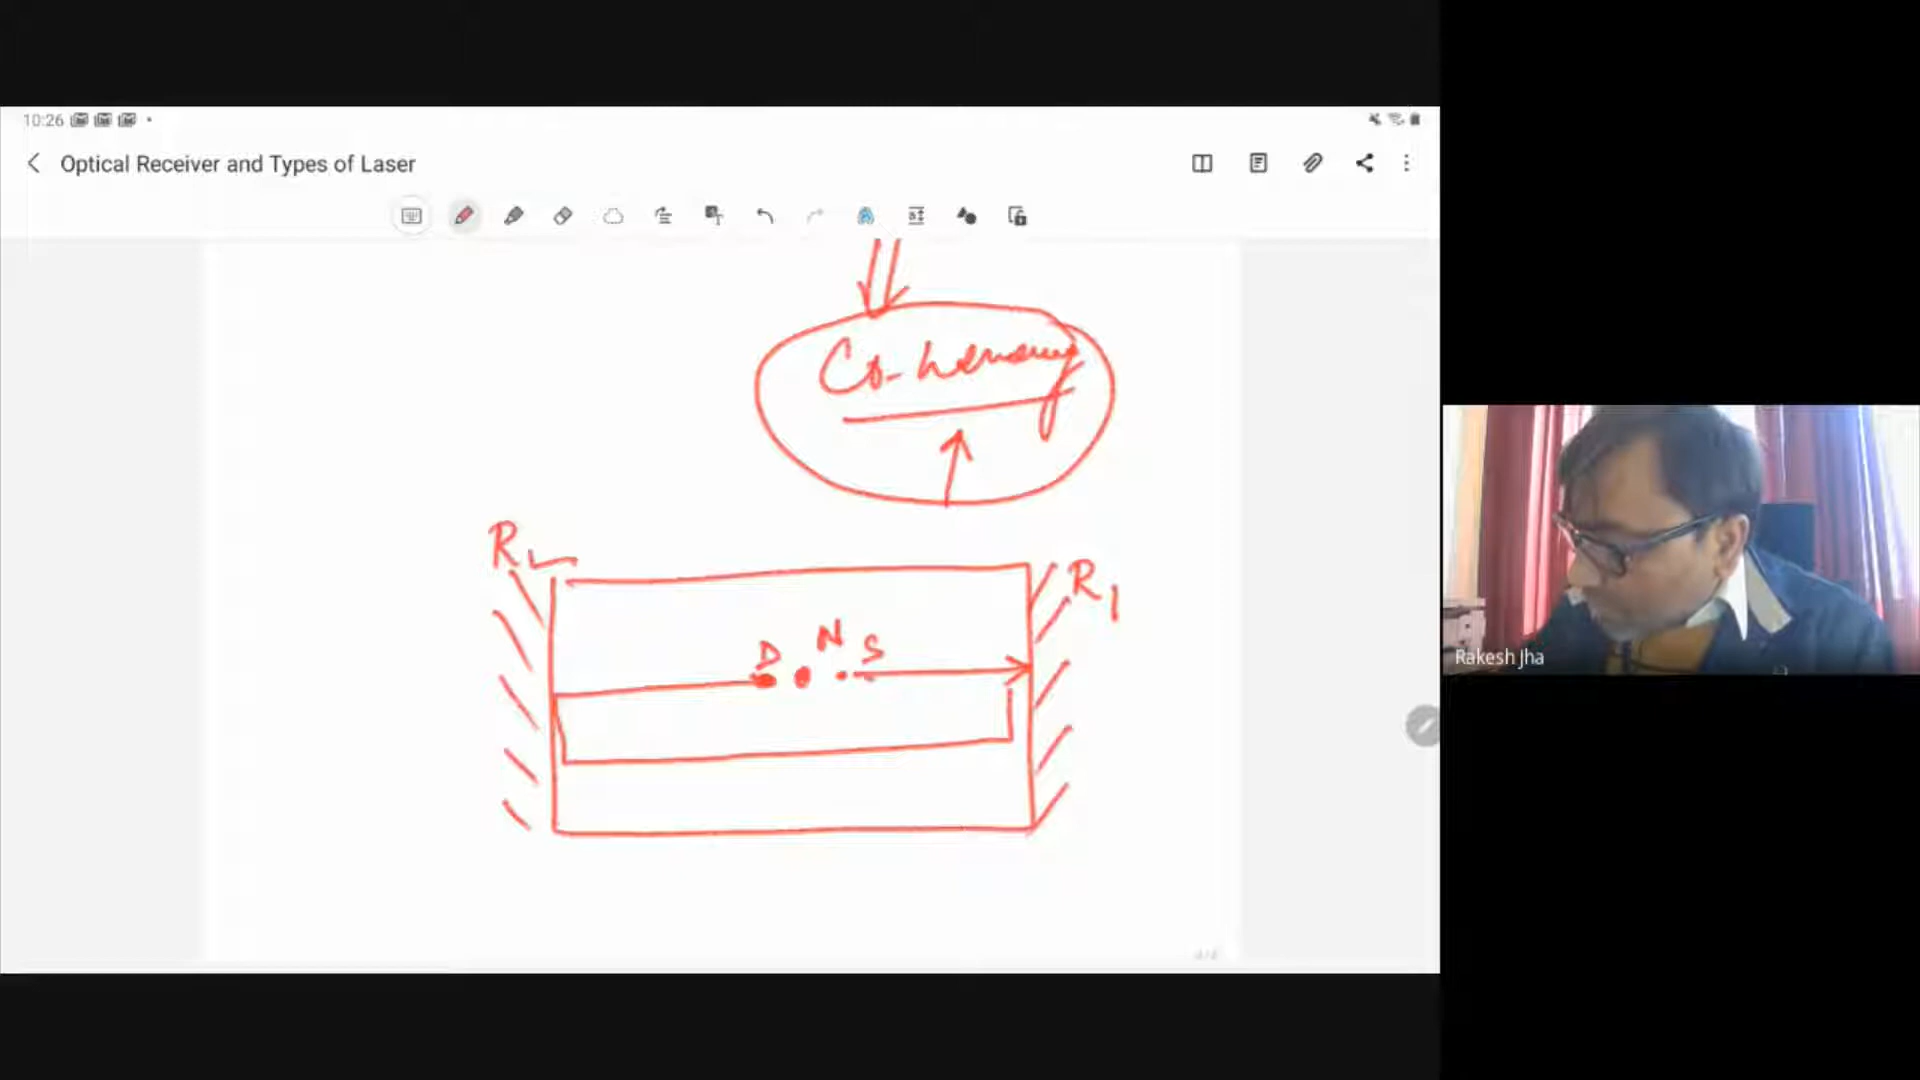 10:26
Optical Receiver and Types of Laser
Co-herency
R2
R1
N
D S
Rakesh Jha